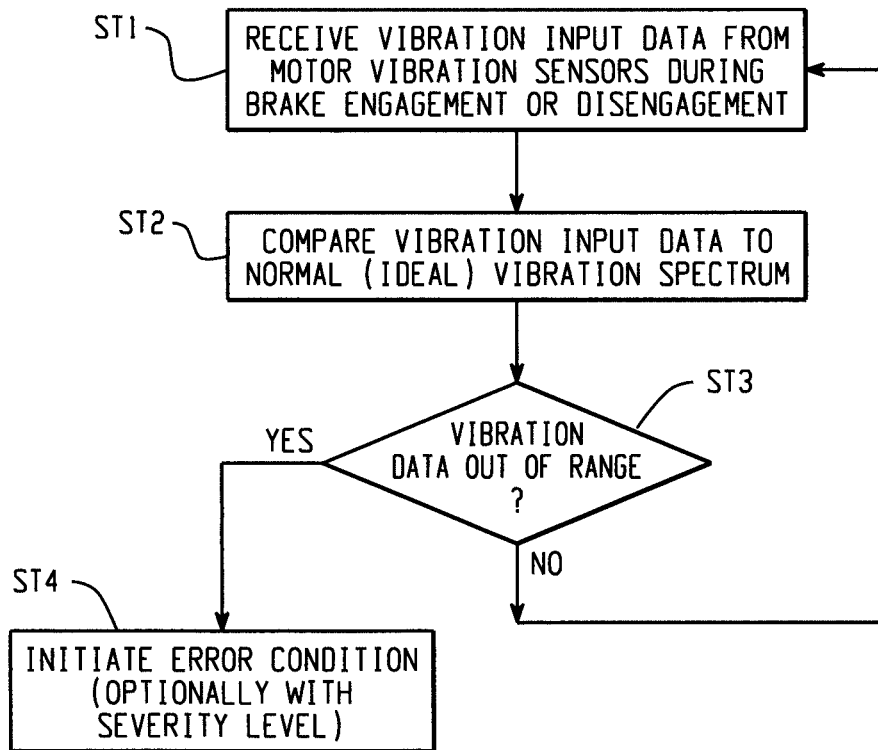 ST1
RECEIVE VIBRATION INPUT DATA FROM
MOTOR VIBRATION SENSORS DURING
BRAKE ENGAGEMENT OR DISENGAGEMENT
ST2
COMPARE VIBRATION INPUT DATA TO
NORMAL (IDEAL) VIBRATION SPECTRUM
ST3
VIBRATION
DATA OUT OF RANGE
?
YES
NO
ST4
INITIATE ERROR CONDITION
(OPTIONALLY WITH
SEVERITY LEVEL)